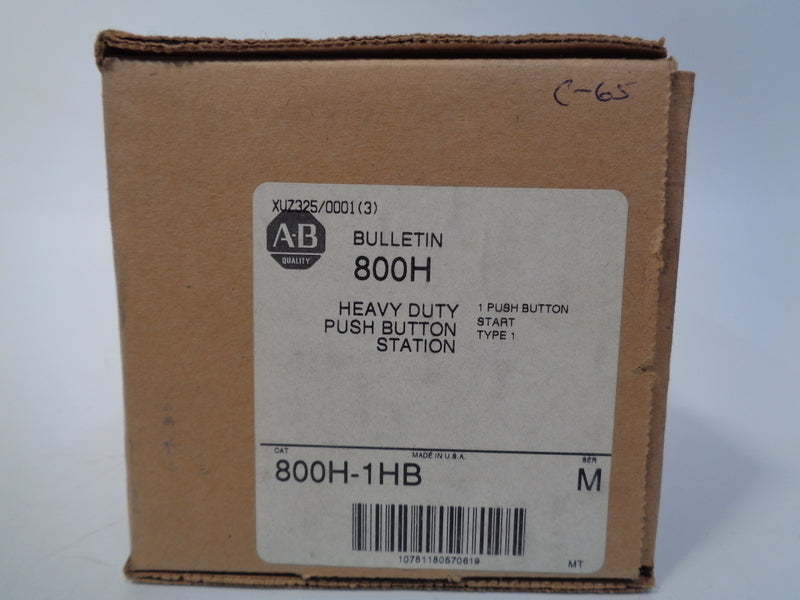 C-65
XUZ325/0001(3)
A-B
QUALITY
BULLETIN
800H
HEAVY DUTY
PUSH BUTTON
STATION
1 PUSH BUTTON
START
TYPE 1
CAT
MADE IN U.S.A.
SER
800H-1HB
M
10781180570619
MT